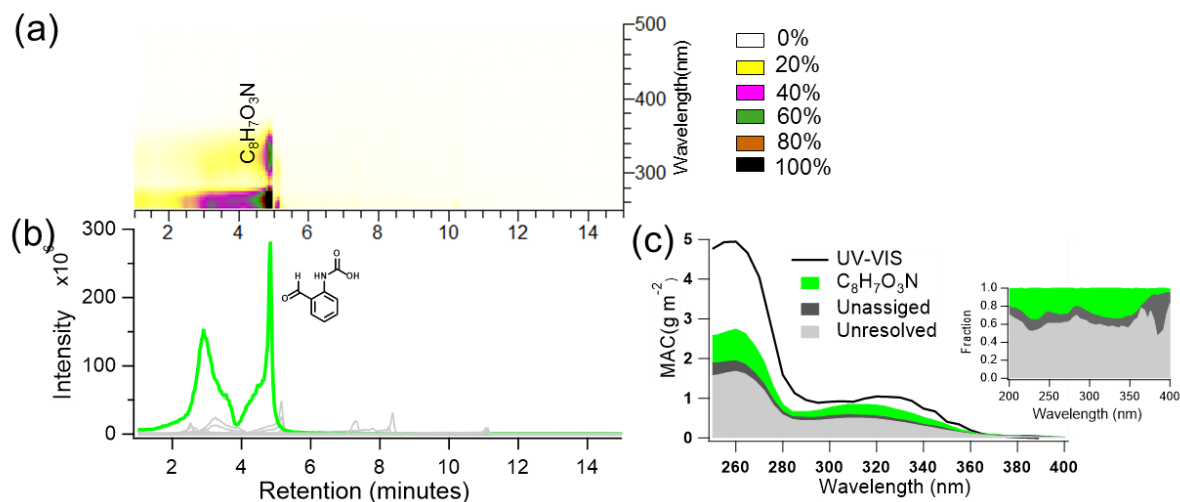 (a)
C8H7O3N
500
400
300
Wavelength(nm)
2 4 6 8 10 12 14
0%
20%
40%
60%
80%
100%
(b)
Intensity x10⁶
300
200
100
0
H
O
NH
O
OH
2 4 6 8 10 12 14
Retention (minutes)
(c)
MAC(g m⁻²)
5
4
3
2
1
0
UV-VIS
C8H7O3N
Unassiged
Unresolved
260 280 300 320 340 360 380 400
Wavelength (nm)
Fraction
1.0
0.8
0.6
0.4
0.2
0.0
200 250 300 350 400
Wavelength (nm)